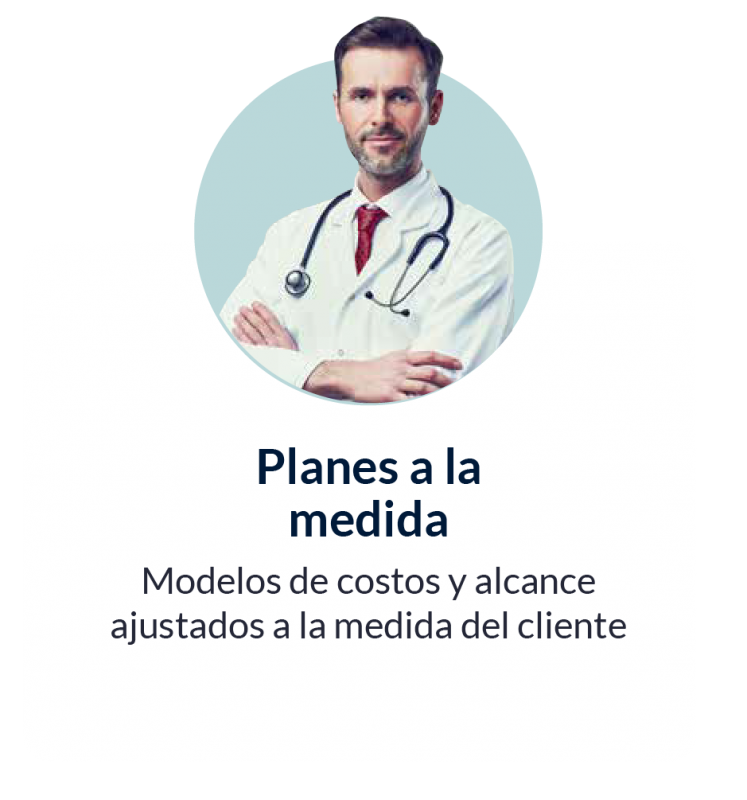 Planes a la
medida
Modelos de costos y alcance
ajustados a la medida del cliente